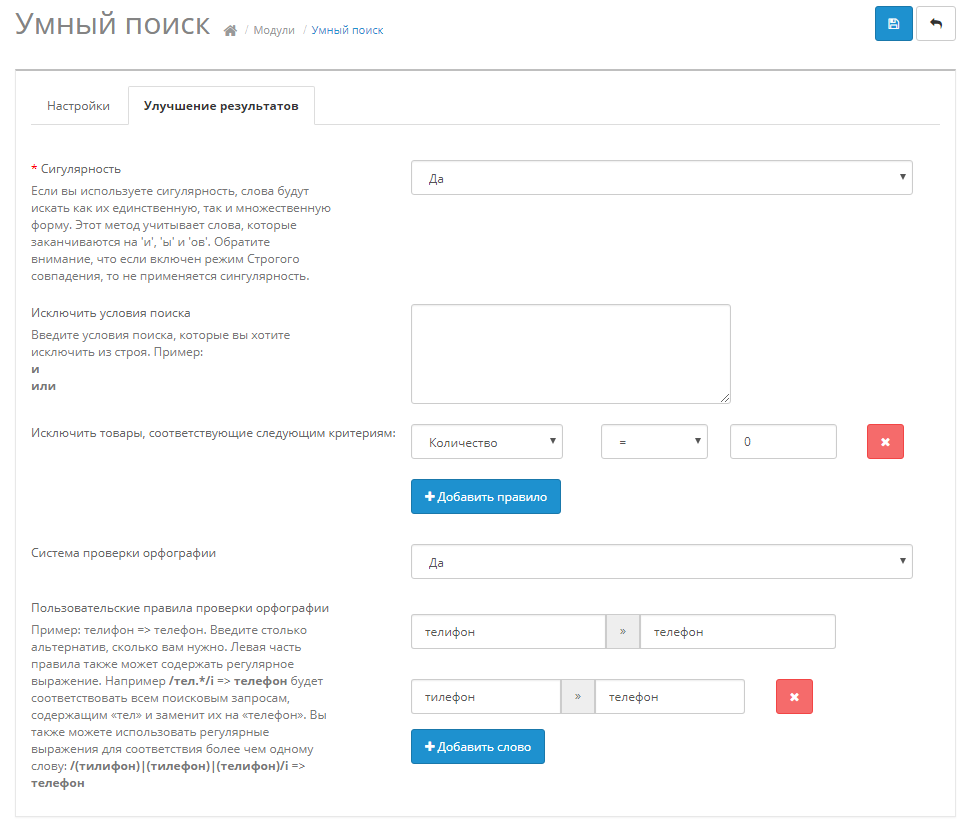 Умный поиск / Модули / Умный поиск
Настройки
Улучшение результатов
* Сигулярность
Если вы используете сигулярность, слова будут
искать как их единственную, так и множественную
форму. Этот метод учитывает слова, которые
заканчиваются на 'и', 'ы' и 'ов'. Обратите
внимание, что если включен режим Строгого
совпадения, то не применяется сингулярность.
Да
Исключить условия поиска
Введите условия поиска, которые вы хотите
исключить из строя. Пример:
и
или
Исключить товары, соответствующие следующим критериям:
Количество
=
0
Добавить правило
Система проверки орфографии
Да
Пользовательские правила проверки орфографии
Пример: телифон => телефон. Введите столько
альтернатив, сколько вам нужно. Левая часть
правила также может содержать регулярное
выражение. Например /тел.*/i => телефон будет
соответствовать всем поисковым запросам,
содержащим «тел» и заменит их на «телефон». Вы
также можете использовать регулярные
выражения для соответствия более чем одному
слову: /(тилифон)|(тилефон)|(телифон)/i =>
телефон
телифон » телефон
тилефон » телефон
Добавить слово